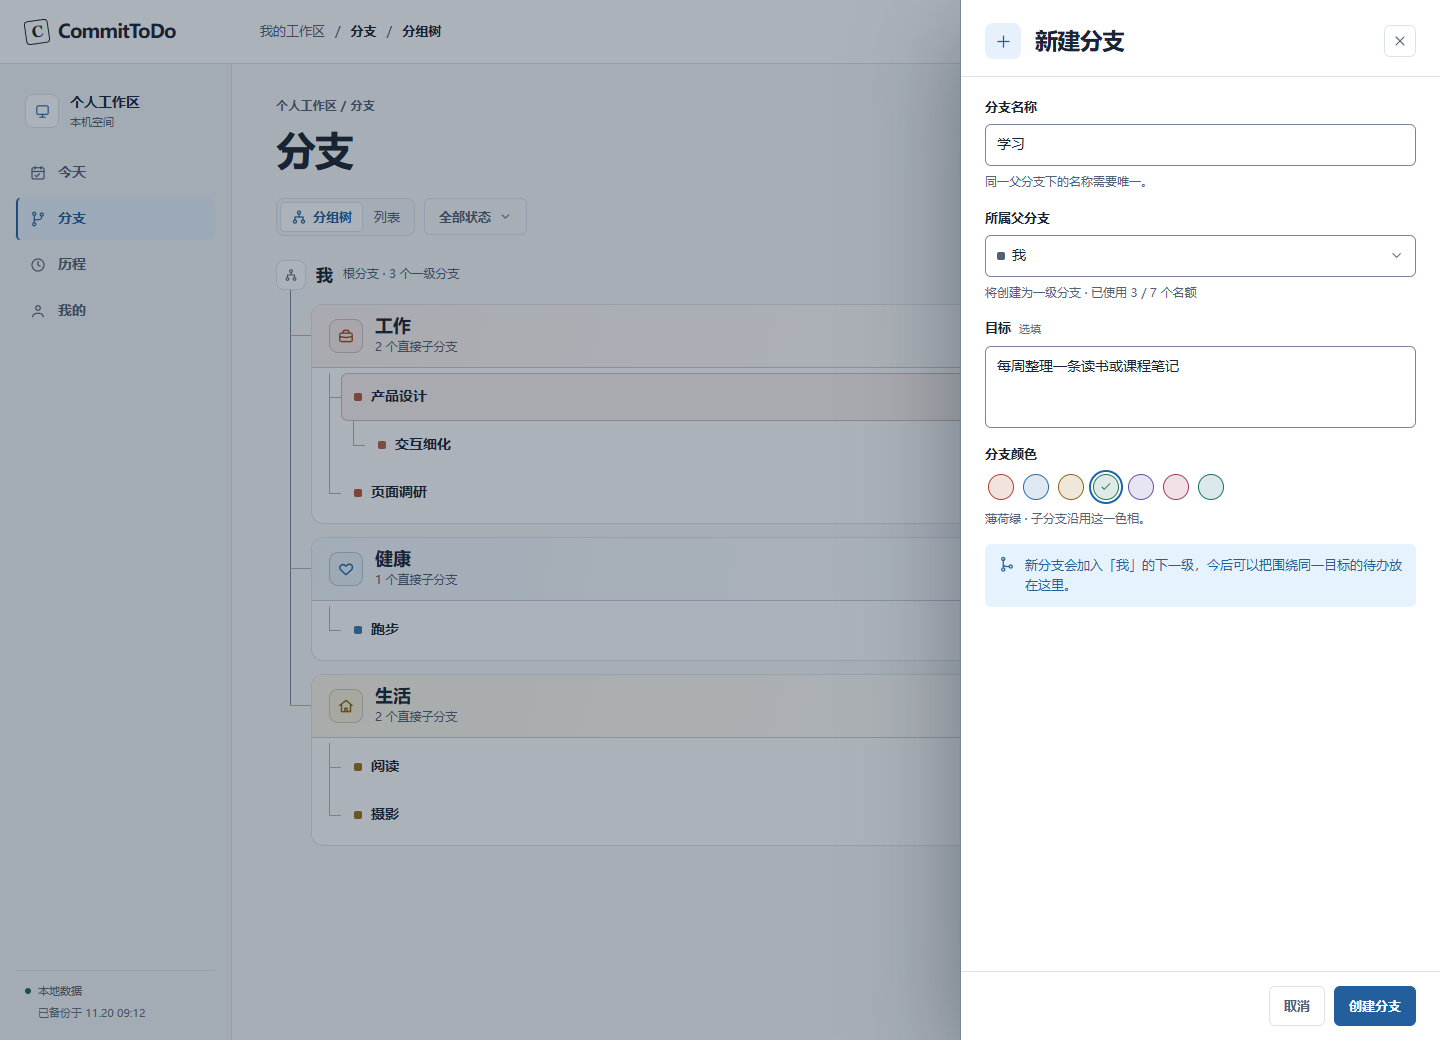 C CommitToDo
我的工作区 / 分支 / 分组树
个人工作区
本机空间
今天
分支
历程
我的
本地数据
已备份于 11.20 09:12
个人工作区 / 分支
分支
分组树 列表 全部状态
我 根分支 · 3 个一级分支
工作
2 个直接子分支
产品设计
交互细化
页面调研
健康
1 个直接子分支
跑步
生活
2 个直接子分支
阅读
摄影
新建分支
分支名称
学习
同一父分支下的名称需要唯一。
所属父分支
我
将创建为一级分支 · 已使用 3 / 7 个名额
目标 选填
每周整理一条读书或课程笔记
分支颜色
薄荷绿 · 子分支沿用这一色相。
新分支会加入「我」的下一级，今后可以把围绕同一目标的待办放
在这里。
取消 创建分支